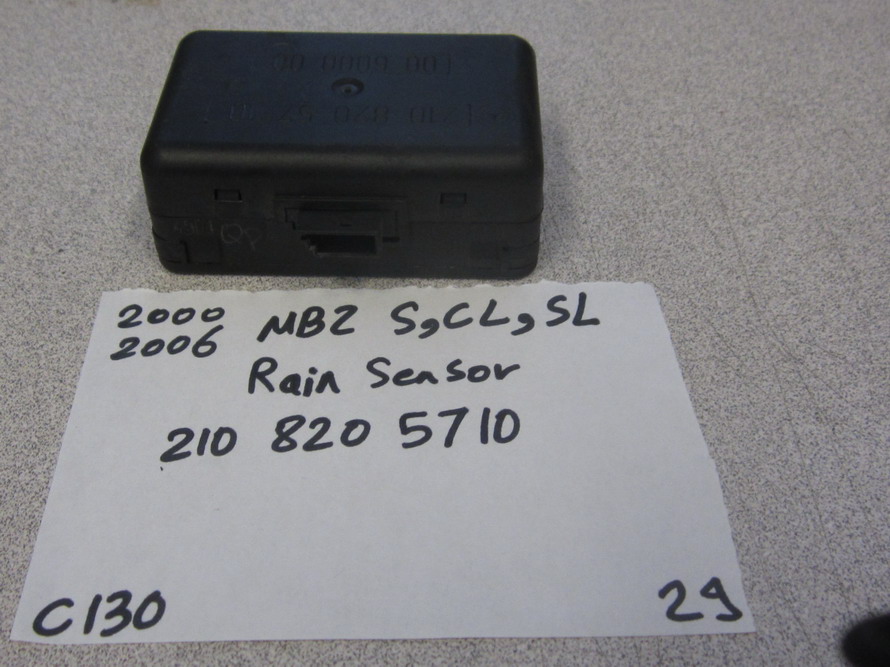 2000 MBZ S,CL,SL
2006
Rain Sensor
210 820 5710
C130
29